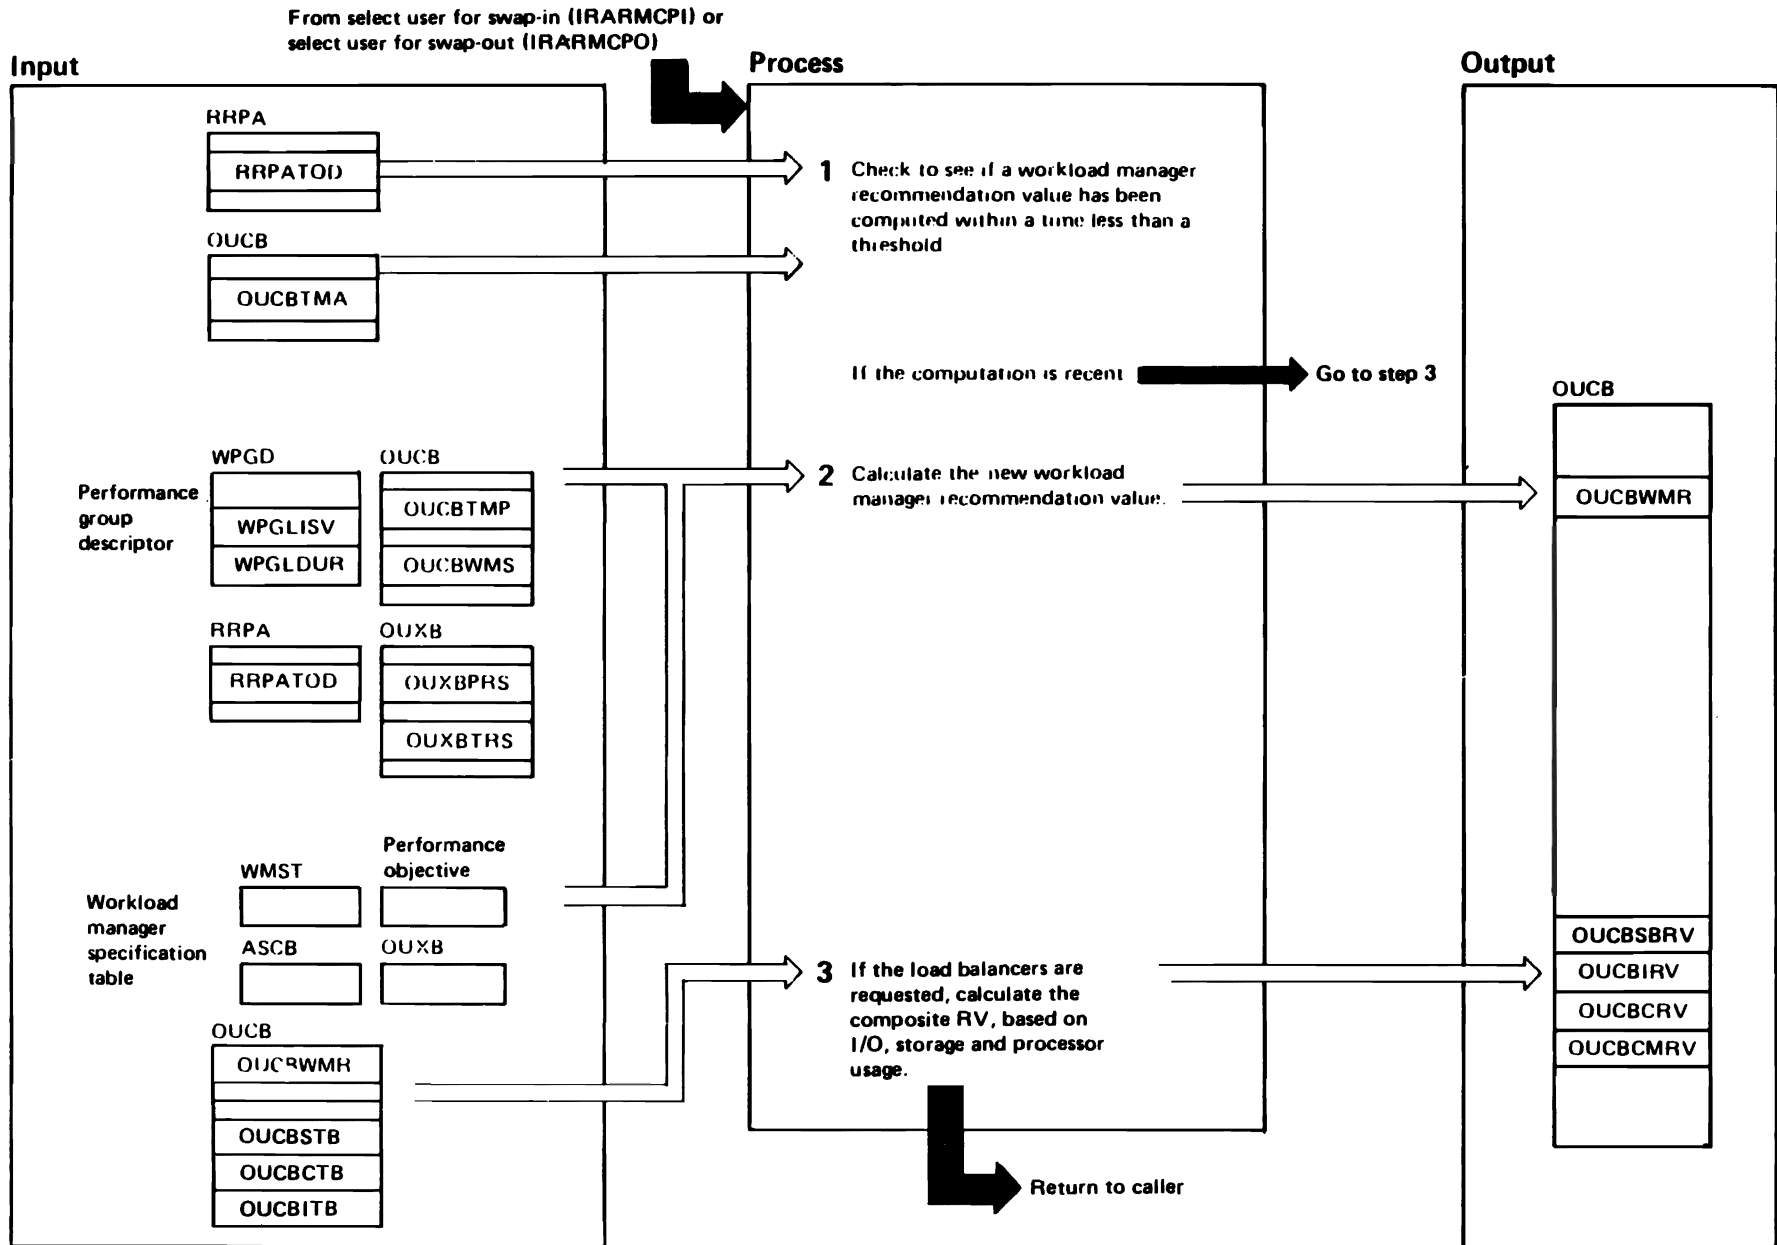 From select user for swap-in (IRARMCPI) or
select user for swap-out (IRARMCPO)
Input
Process
Output
RRPA
RRPATOD
1 Check to see if a workload manager
recommendation value has been
computed within a time less than a
threshold
OUCB
OUCBTMA
If the computation is recent
Go to step 3
OUCB
WPGD
OUCB
Performance
group
descriptor
WPGLISV
WPGLDUR
OUCBTMP
OUCBWMS
2 Calculate the new workload
manager recommendation value.
OUCBWMR
RRPA
RRPATOD
OUXB
OUXBPRS
OUXBTRS
WMST
Performance
objective
Workload
manager
specification
table
ASCB
OUXB
3 If the load balancers are
requested, calculate the
composite RV, based on
I/O, storage and processor
usage.
OUCBSBRV
OUCBIRV
OUCBCRV
OUCBCMRV
OUCB
OUCBWMR
OUCBSTB
OUCBCTB
OUCBITB
Return to caller